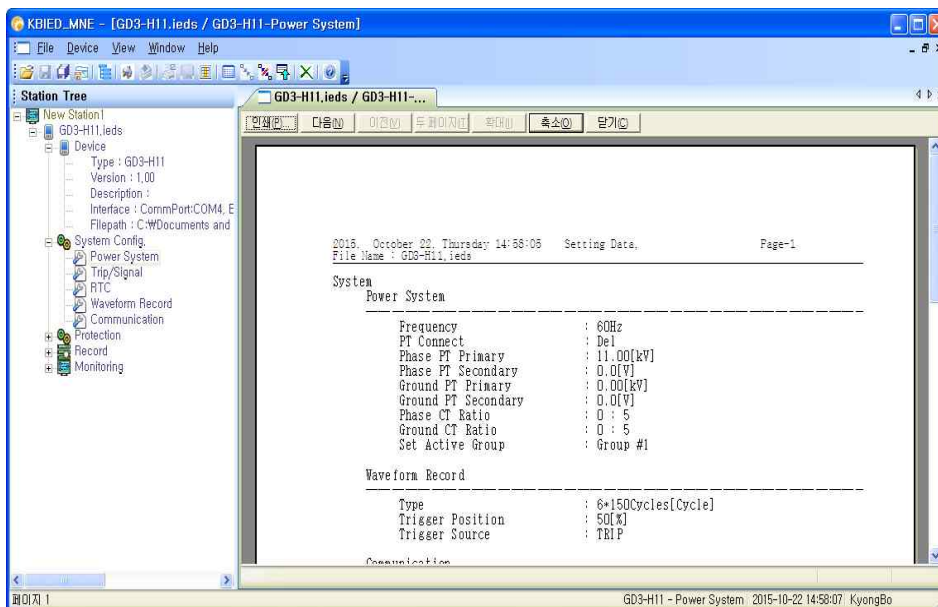 KBIED_MNE - [GD3-H11.ieds / GD3-H11-Power System]
File Device View Window Help
Station Tree
GD3-H11,ieds / GD3-H11-...
New Station1
GD3-H11,ieds
Device
Type : GD3-H11
Version : 1,00
Description :
Interface : CommPort:COM4, E
Filepath : C:\Documents and
System Config,
Power System
Trip/Signal
RTC
Waveform Record
Communication
Protection
Record
Monitoring
인쇄(P)... 다음(N) 이전(V) 두 페이지(T) 확대(I) 축소(O) 닫기(C)
2015. October 22, Thursday 14:58:05 Setting Data, Page-1
File Name : GD3-H11,ieds
System
Power System
Frequency : 60Hz
PT Connect : Del
Phase PT Primary : 11.00[kV]
Phase PT Secondary : 0.0[V]
Ground PT Primary : 0.00[kV]
Ground PT Secondary : 0.0[V]
Phase CT Ratio : 0 : 5
Ground CT Ratio : 0 : 5
Set Active Group : Group #1
Waveform Record
Type : 6*150Cycles[Cycle]
Trigger Position : 50[%]
Trigger Source : TRIP
Communication
페이지 1
GD3-H11 - Power System 2015-10-22 14:58:07 KyongBo